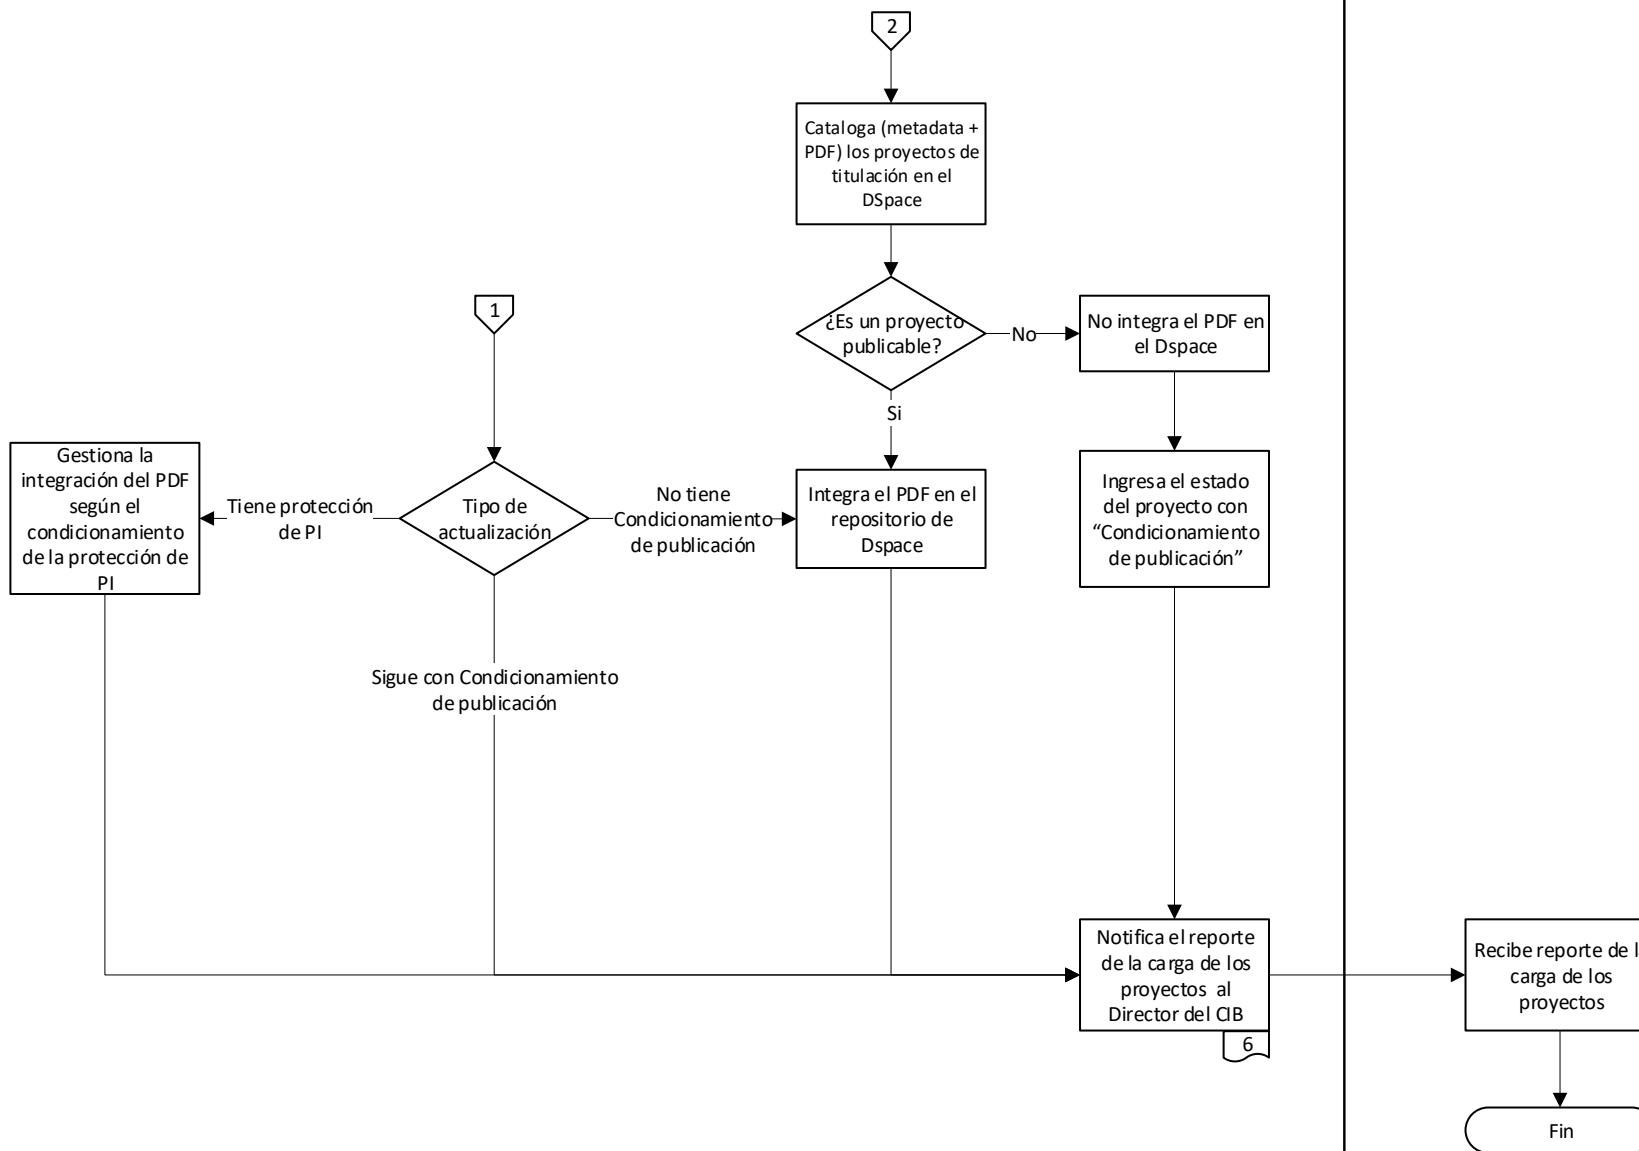 2
Cataloga (metadata +
PDF) los proyectos de
titulación en el
DSpace
¿Es un proyecto
publicable?
No
No integra el PDF en
el Dspace
Si
1
Gestiona la
integración del PDF
según el
condicionamiento
de la protección de
PI
Tiene protección
de PI
Tipo de
actualización
No tiene
Condicionamiento
de publicación
Integra el PDF en el
repositorio de
Dspace
Ingresa el estado
del proyecto con
“Condicionamiento
de publicación”
Sigue con Condicionamiento
de publicación
Notifica el reporte
de la carga de los
proyectos al
Director del CIB
6
Recibe reporte de
carga de los
proyectos
Fin